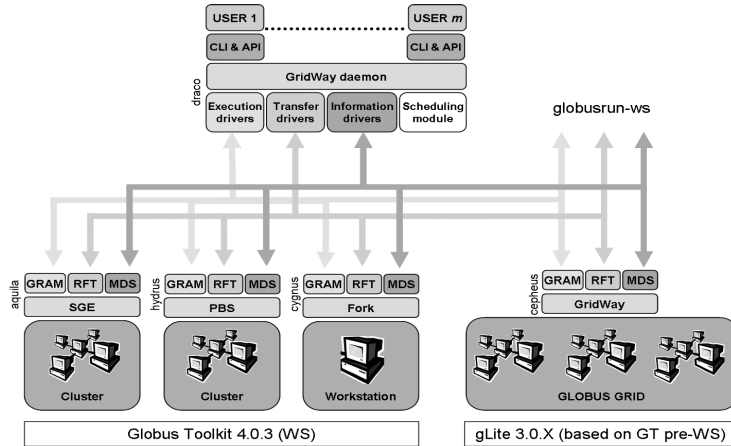 USER 1 USER m
CLI & API CLI & API
draco
GridWay daemon
Execution drivers Transfer drivers Information drivers Scheduling module
globusrun-ws
aquila
GRAM RFT MDS
SGE
Cluster
hydrus
GRAM RFT MDS
PBS
Cluster
cygnus
GRAM RFT MDS
Fork
Workstation
cepheus
GRAM RFT MDS
GridWay
GLOBUS GRID
Globus Toolkit 4.0.3 (WS)
gLite 3.0.X (based on GT pre-WS)